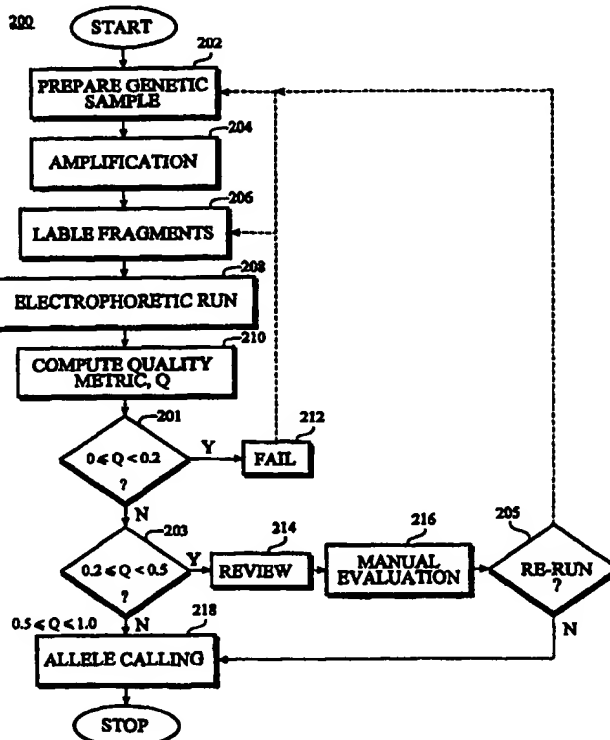 200
START
202
PREPARE GENETIC
SAMPLE
204
AMPLIFICATION
206
LABLE FRAGMENTS
208
ELECTROPHORETIC RUN
210
COMPUTE QUALITY
METRIC, Q
201
0 ≤ Q < 0.2
?
Y
212
FAIL
N
203
0.2 ≤ Q < 0.5
?
Y
214
REVIEW
216
MANUAL
EVALUATION
205
RE-RUN
?
N
0.5 ≤ Q < 1.0
N
218
ALLELE CALLING
STOP